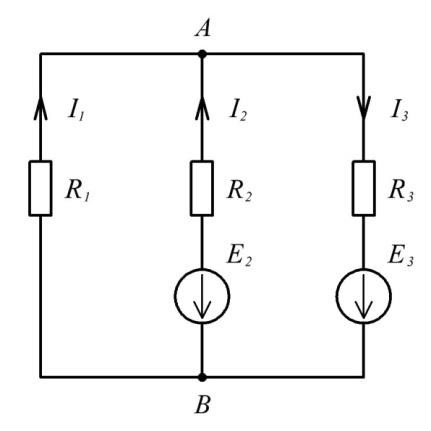 A
I₁ I₂ I₃
R₁ R₂ R₃
E₂ E₃
B